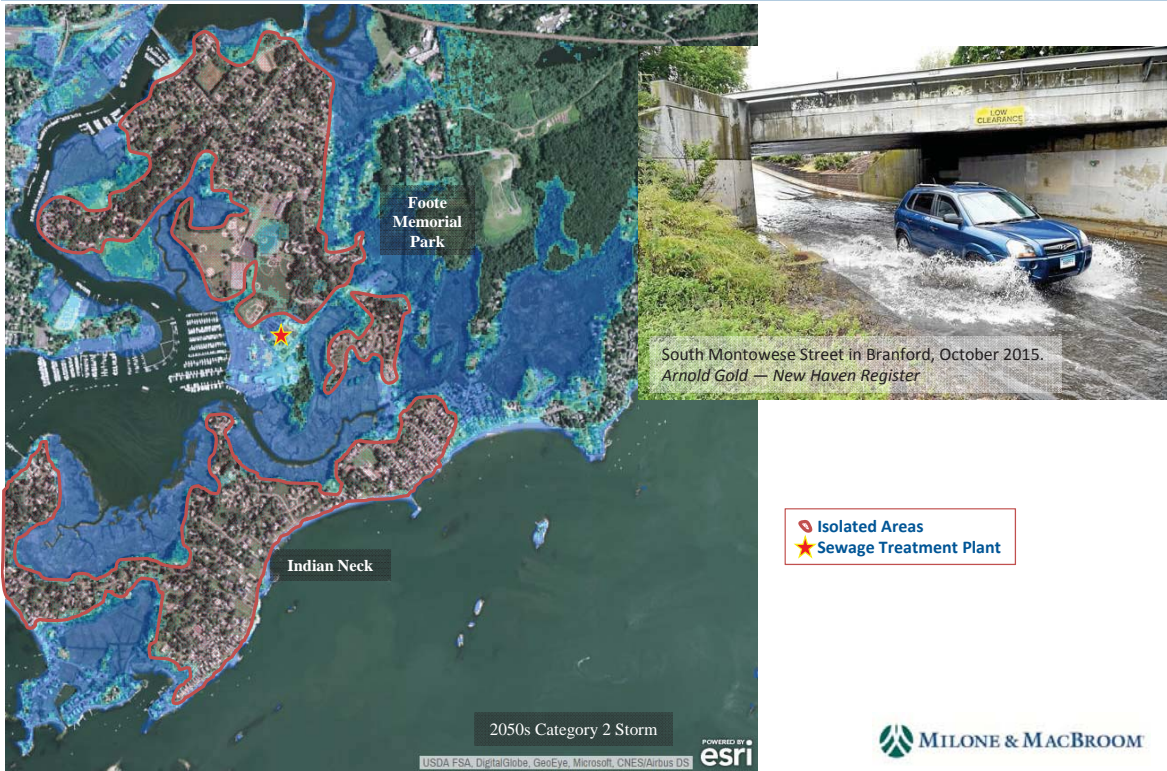 Foote
Memorial
Park
LOW
CLEARANCE
South Montowese Street in Branford, October 2015.
Arnold Gold — New Haven Register
Isolated Areas
Sewage Treatment Plant
Indian Neck
2050s Category 2 Storm
POWERED BY
esri
USDA FSA, DigitalGlobe, GeoEye, Microsoft, CNES/Airbus DS
MILONE & MACBROOM